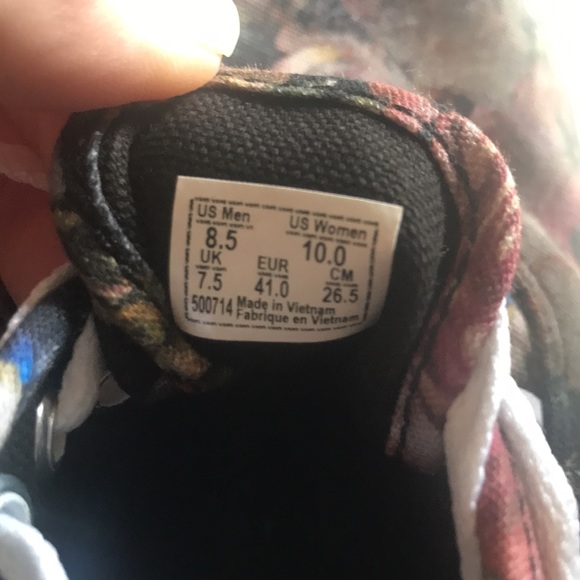 US Men US Women
8.5 10.0
UK EUR CM
7.5 41.0 26.5
500714 Made in Vietnam
Fabrique en Vietnam